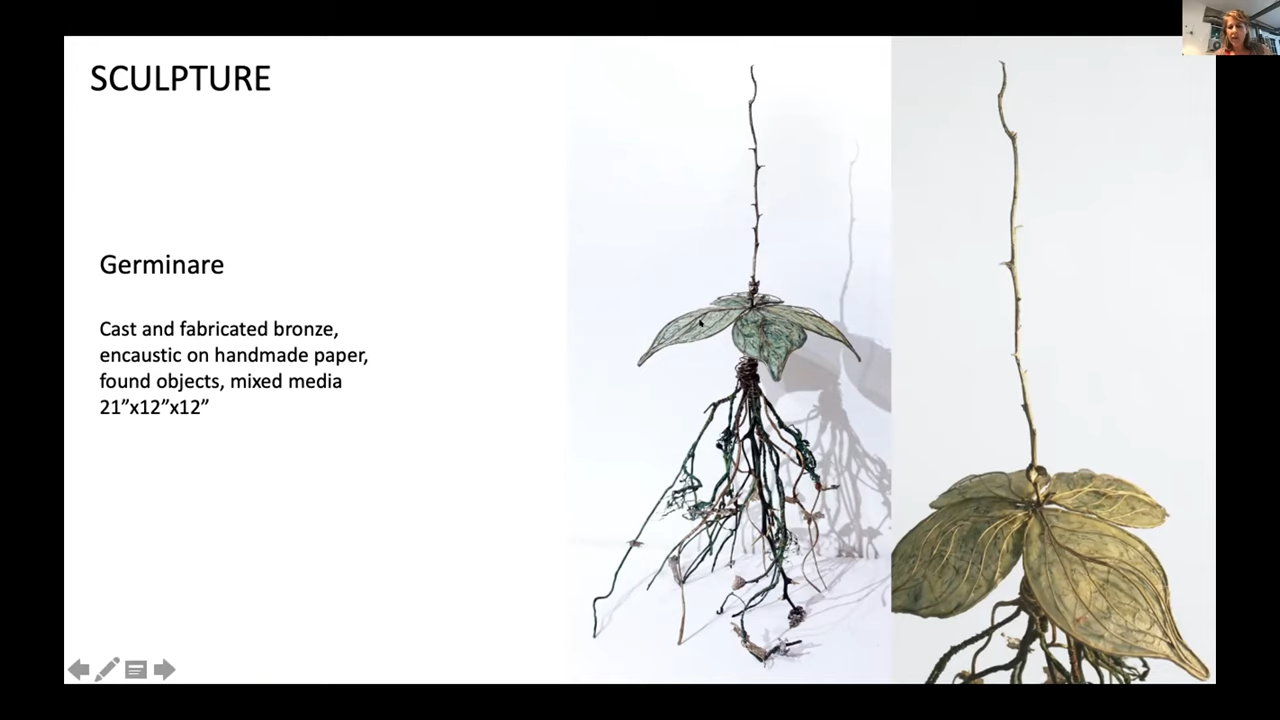 SCULPTURE
Germinare
Cast and fabricated bronze,
encaustic on handmade paper,
found objects, mixed media
21”x12”x12”